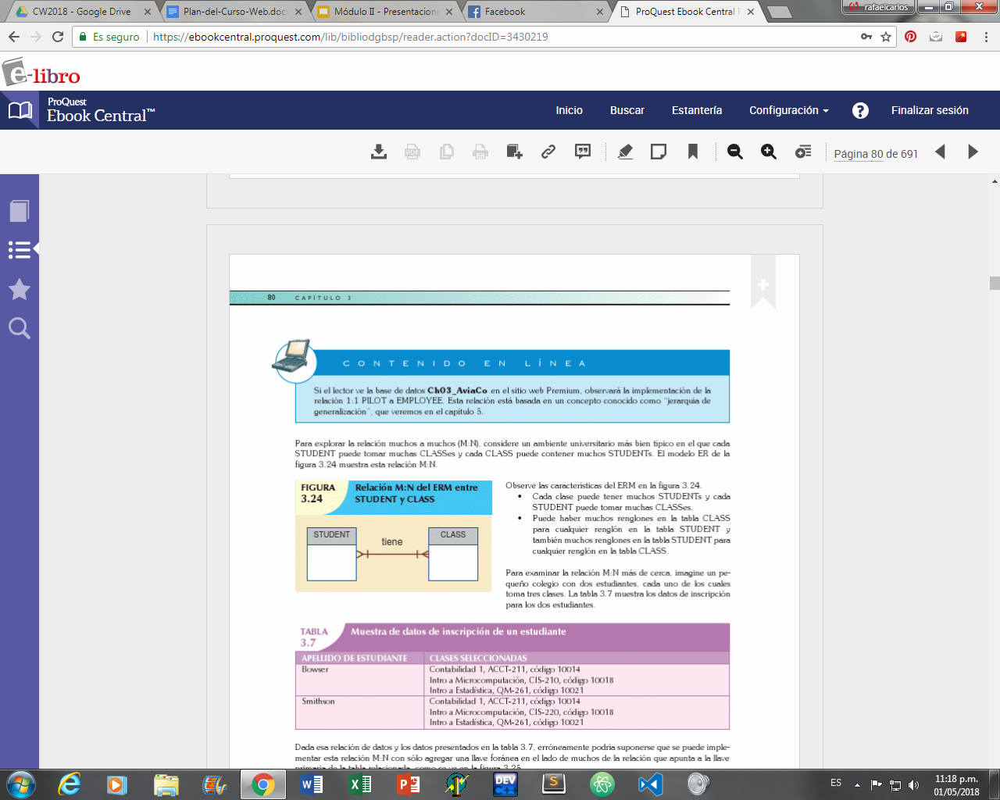 CW2018 - Google Drive
Plan-del-Curso-Web.docx
Módulo II - Presentacione
Facebook
ProQuest Ebook Central
rafaelcarlos
Es seguro
https://ebookcentral.proquest.com/lib/bibliodgbsp/reader.action?docID=3430219
e-libro
ProQuest
Ebook Central™
Inicio
Buscar
Estantería
Configuración
Finalizar sesión
Página 80 de 691
80 CAPÍTULO 3
CONTENIDO EN LÍNEA
Si el lector ve la base de datos Ch03_AviaCo en el sitio web Premium, observará la implementación de la
relación 1:1 PILOT a EMPLOYEE. Esta relación está basada en un concepto conocido como "jerarquía de
generalización", que veremos en el capítulo 5.
Para explorar la relación muchos a muchos (M:N), considere un ambiente universitario más bien típico en el que cada
STUDENT puede tomar muchas CLASSes y cada CLASS puede contener muchos STUDENTs. El modelo ER de la
figura 3.24 muestra esta relación M:N.
FIGURA
3.24
Relación M:N del ERM entre
STUDENT y CLASS
STUDENT
tiene
CLASS
Observe las características del ERM en la figura 3.24.
• Cada clase puede tener muchos STUDENTs y cada
STUDENT puede tomar muchas CLASSes.
• Puede haber muchos renglones en la tabla CLASS
para cualquier renglón en la tabla STUDENT y
también muchos renglones en la tabla STUDENT para
cualquier renglón en la tabla CLASS.
Para examinar la relación M:N más de cerca, imagine un pe-
queño colegio con dos estudiantes, cada uno de los cuales
toma tres clases. La tabla 3.7 muestra los datos de inscripción
para los dos estudiantes.
TABLA
3.7
Muestra de datos de inscripción de un estudiante
APELLIDO DE ESTUDIANTE CLASES SELECCIONADAS
Bowser Contabilidad 1, ACCT-211, código 10014
Intro a Microcomputación, CIS-210, código 10018
Intro a Estadística, QM-261, código 10021
Smithson Contabilidad 1, ACCT-211, código 10014
Intro a Microcomputación, CIS-220, código 10018
Intro a Estadística, QM-261, código 10021
Dada esa relación de datos y los datos presentados en la tabla 3.7, erróneamente podría suponerse que se puede imple-
mentar esta relación M:N con sólo agregar una llave foránea en el lado de muchos de la relación que apunta a la llave
primaria de la tabla relacionada, como se ve en la figura 3.25.
DEV
C++
ES
11:18 p.m.
01/05/2018